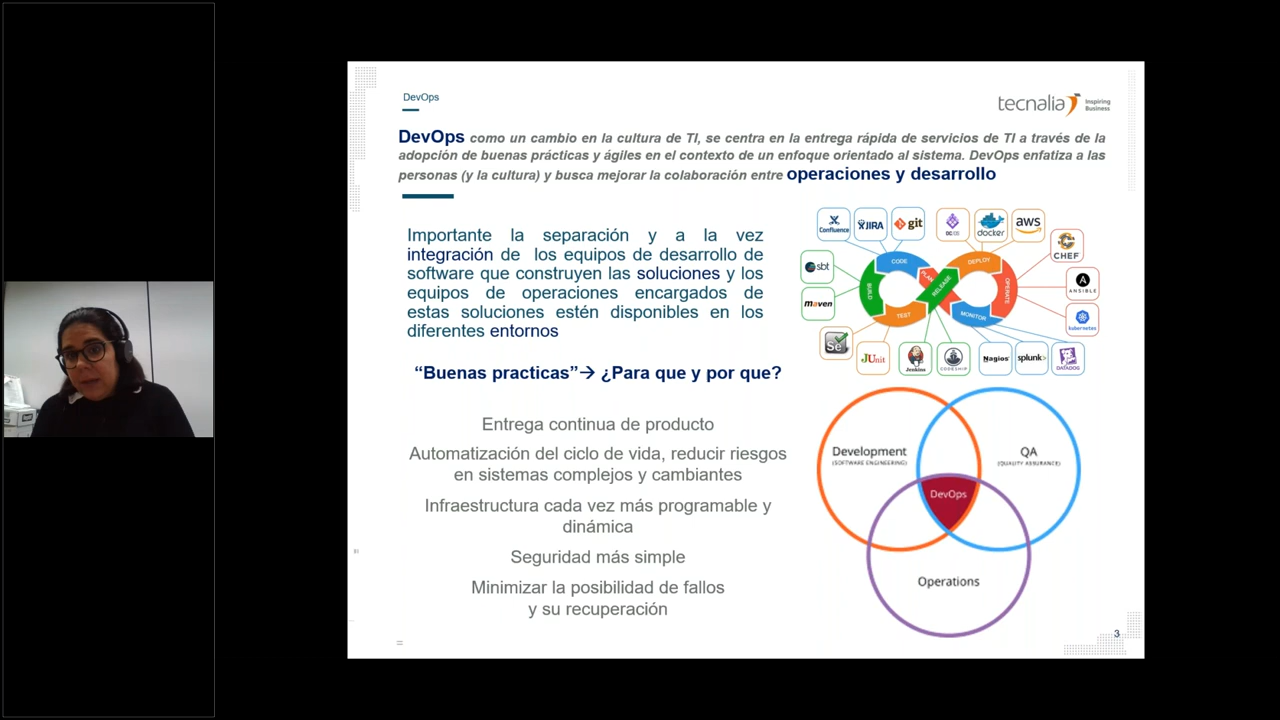 DevOps
tecnalia Inspiring Business
DevOps como un cambio en la cultura de TI, se centra en la entrega rápida de servicios de TI a través de la
adopción de buenas prácticas y ágiles en el contexto de un enfoque orientado al sistema. DevOps enfatiza a las
personas (y la cultura) y busca mejorar la colaboración entre operaciones y desarrollo
Importante la separación y a la vez
integración de los equipos de desarrollo de
software que construyen las soluciones y los
equipos de operaciones encargados de
estas soluciones estén disponibles en los
diferentes entornos
“Buenas practicas”→ ¿Para que y por que?
Entrega continua de producto
Automatización del ciclo de vida, reducir riesgos
en sistemas complejos y cambiantes
Infraestructura cada vez más programable y
dinámica
Seguridad más simple
Minimizar la posibilidad de fallos
y su recuperación
Confluence
JIRA
git
DC/OS
docker
aws
CHEF
sbt
CODE
DEPLOY
PLAN
RELEASE
BUILD
OPERATE
ANSIBLE
maven
TEST
MONITOR
kubernetes
Se
JUnit
Jenkins
CODESHIP
Nagios
splunk>
DATADOG
Development
(SOFTWARE ENGINEERING)
QA
(QUALITY ASSURANCE)
DevOps
Operations
3